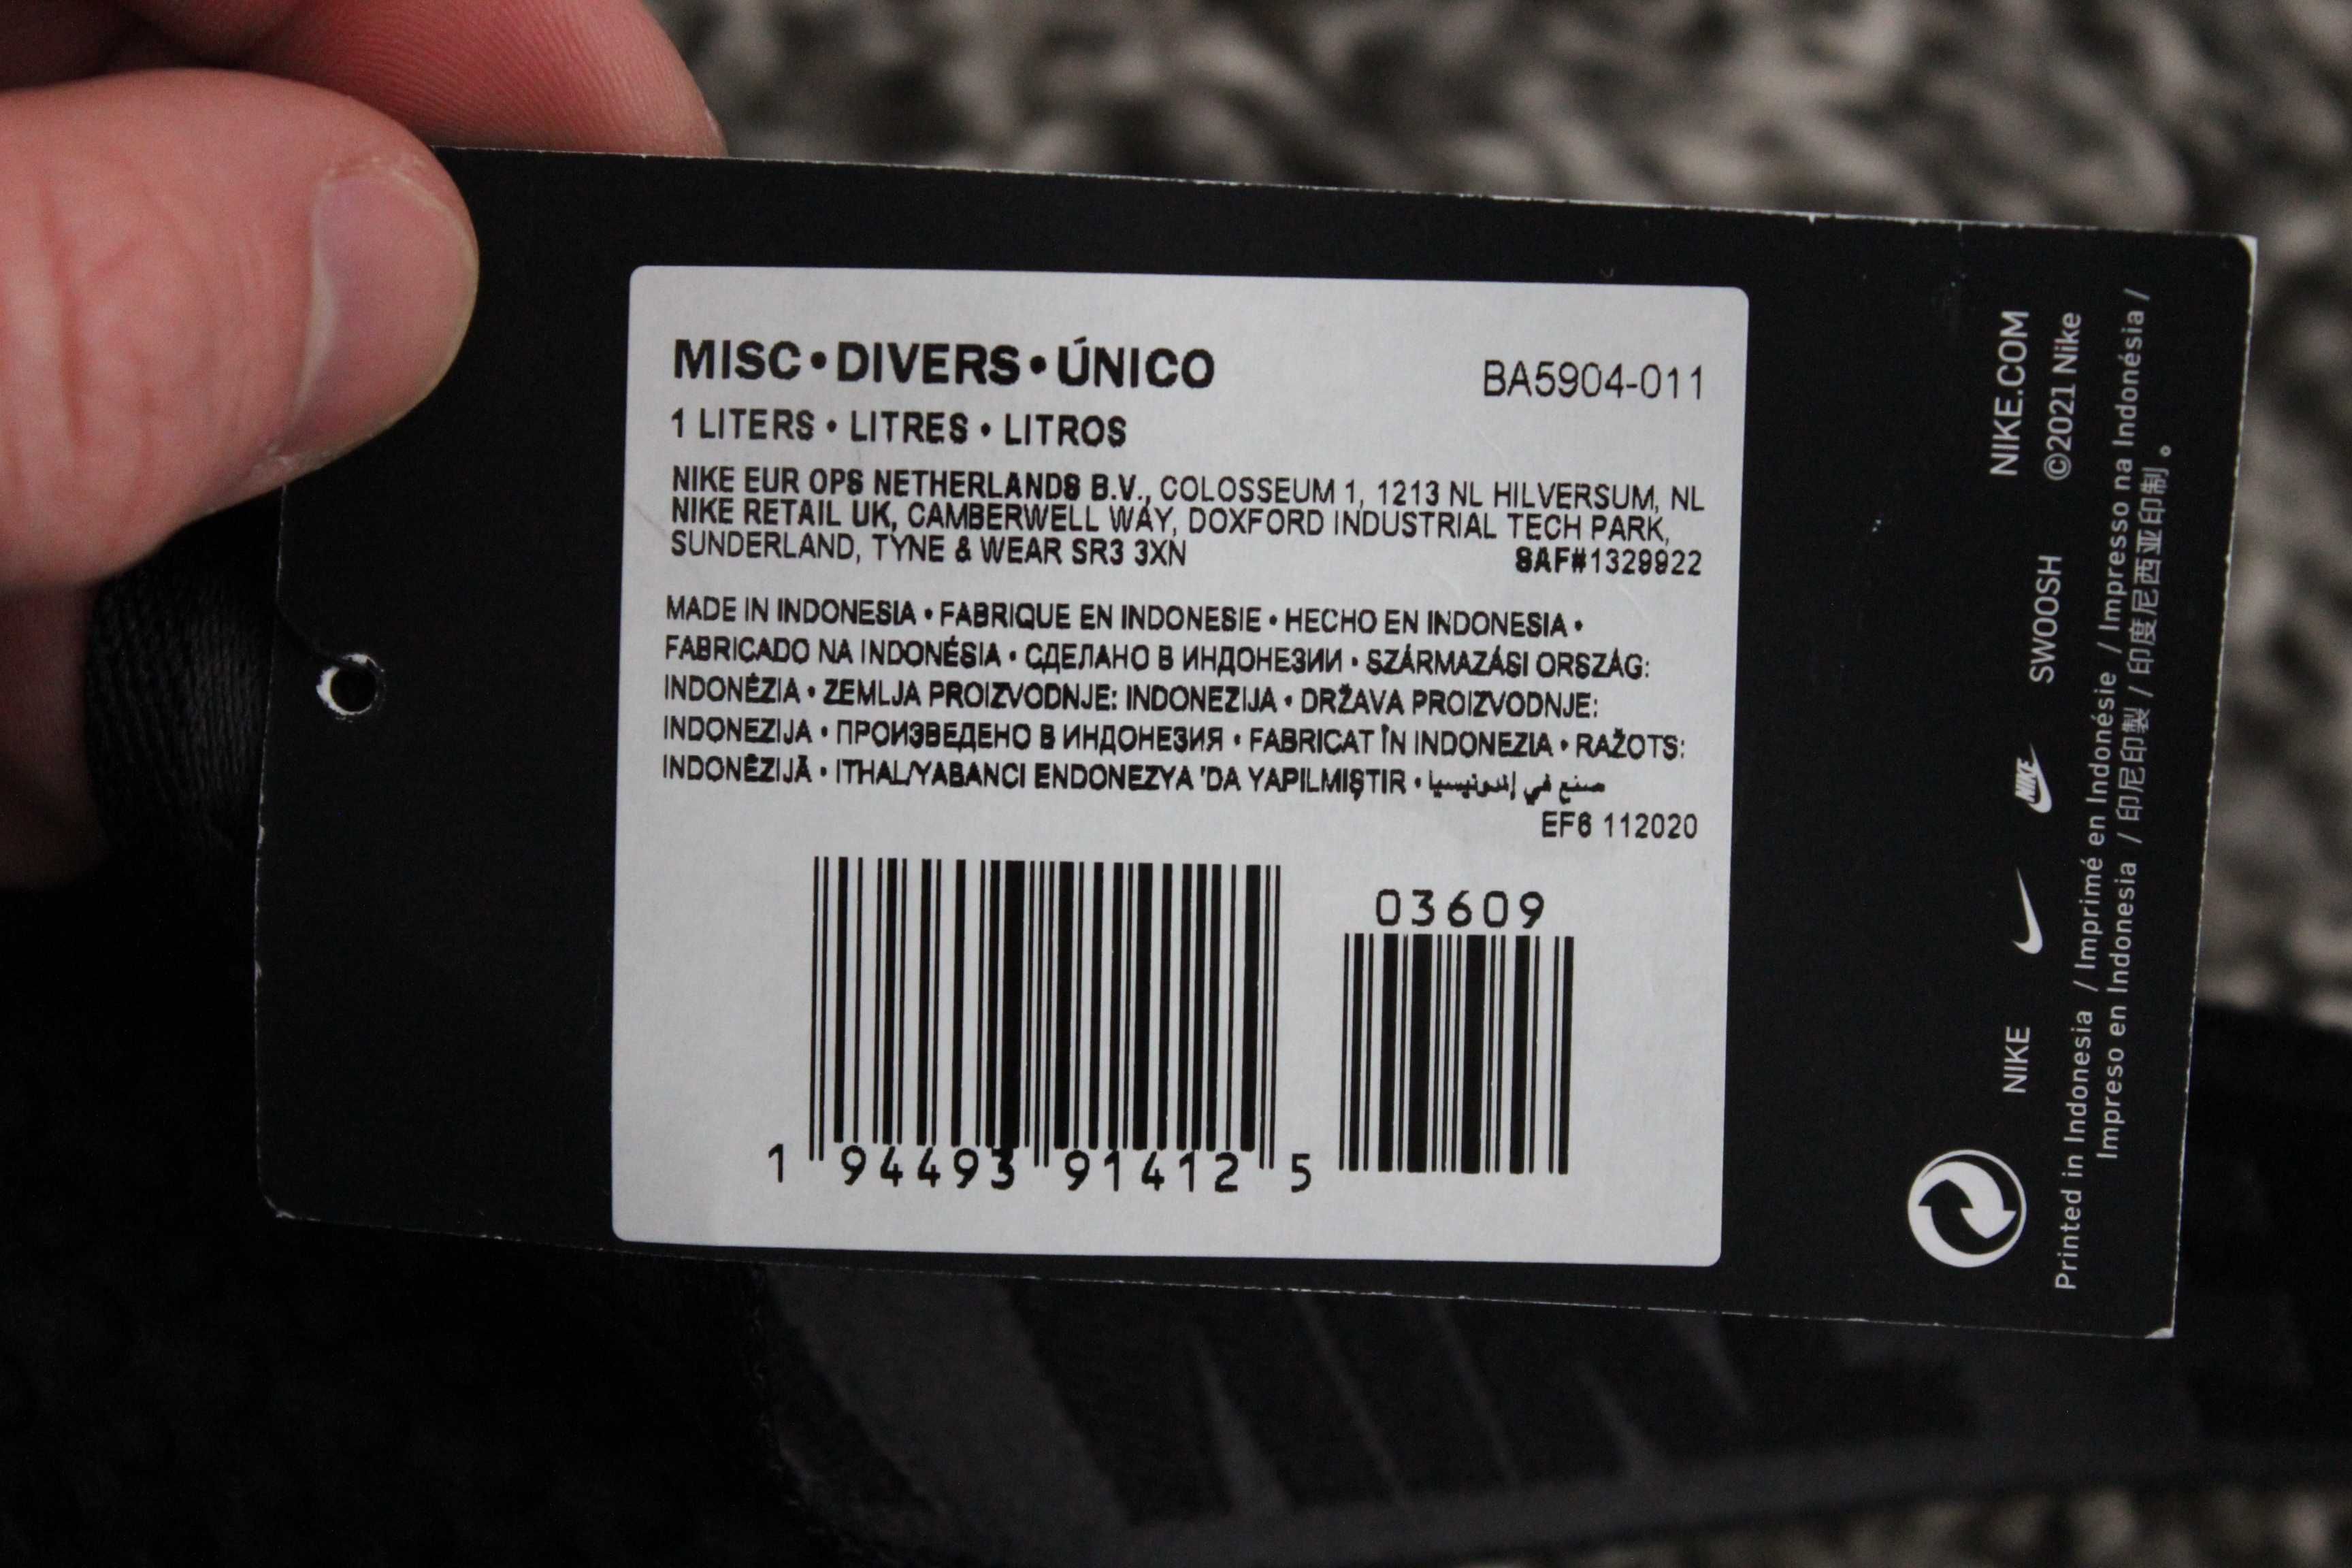 MISC • DIVERS • ÚNICO
BA5904-011
1 LITERS • LITRES • LITROS
NIKE EUR OPS NETHERLANDS B.V., COLOSSEUM 1, 1213 NL HILVERSUM, NL
NIKE RETAIL UK, CAMBERWELL WAY, DOXFORD INDUSTRIAL TECH PARK,
SUNDERLAND, TYNE & WEAR SR3 3XN
SAF#1329922
MADE IN INDONESIA • FABRIQUE EN INDONESIE • HECHO EN INDONESIA •
FABRICADO NA INDONÉSIA • СДЕЛАНО В ИНДОНЕЗИИ • SZÁRMAZÁSI ORSZÁG:
INDONÉZIA • ZEMLJA PROIZVODNJE: INDONEZIJA • DRŽAVA PROIZVODNJE:
INDONEZIJA • ПРОИЗВЕДЕНО В ИНДОНЕЗИЯ • FABRICAT ÎN INDONEZIA • RAŽOTS:
INDONĒZIJĀ • ITHAL/YABANCI ENDONEZYA 'DA YAPILMIŞTIR • صنع في إندونيسيا
EF6 112020
03609
1 94493 91412 5
NIKE.COM
©2021 Nike
NIKE NIKE SWOOSH
Printed in Indonesia / Imprimé en Indonésie / Impresso na Indonésia /
Impreso en Indonesia / 印尼印製 / 印度尼西亚印制。